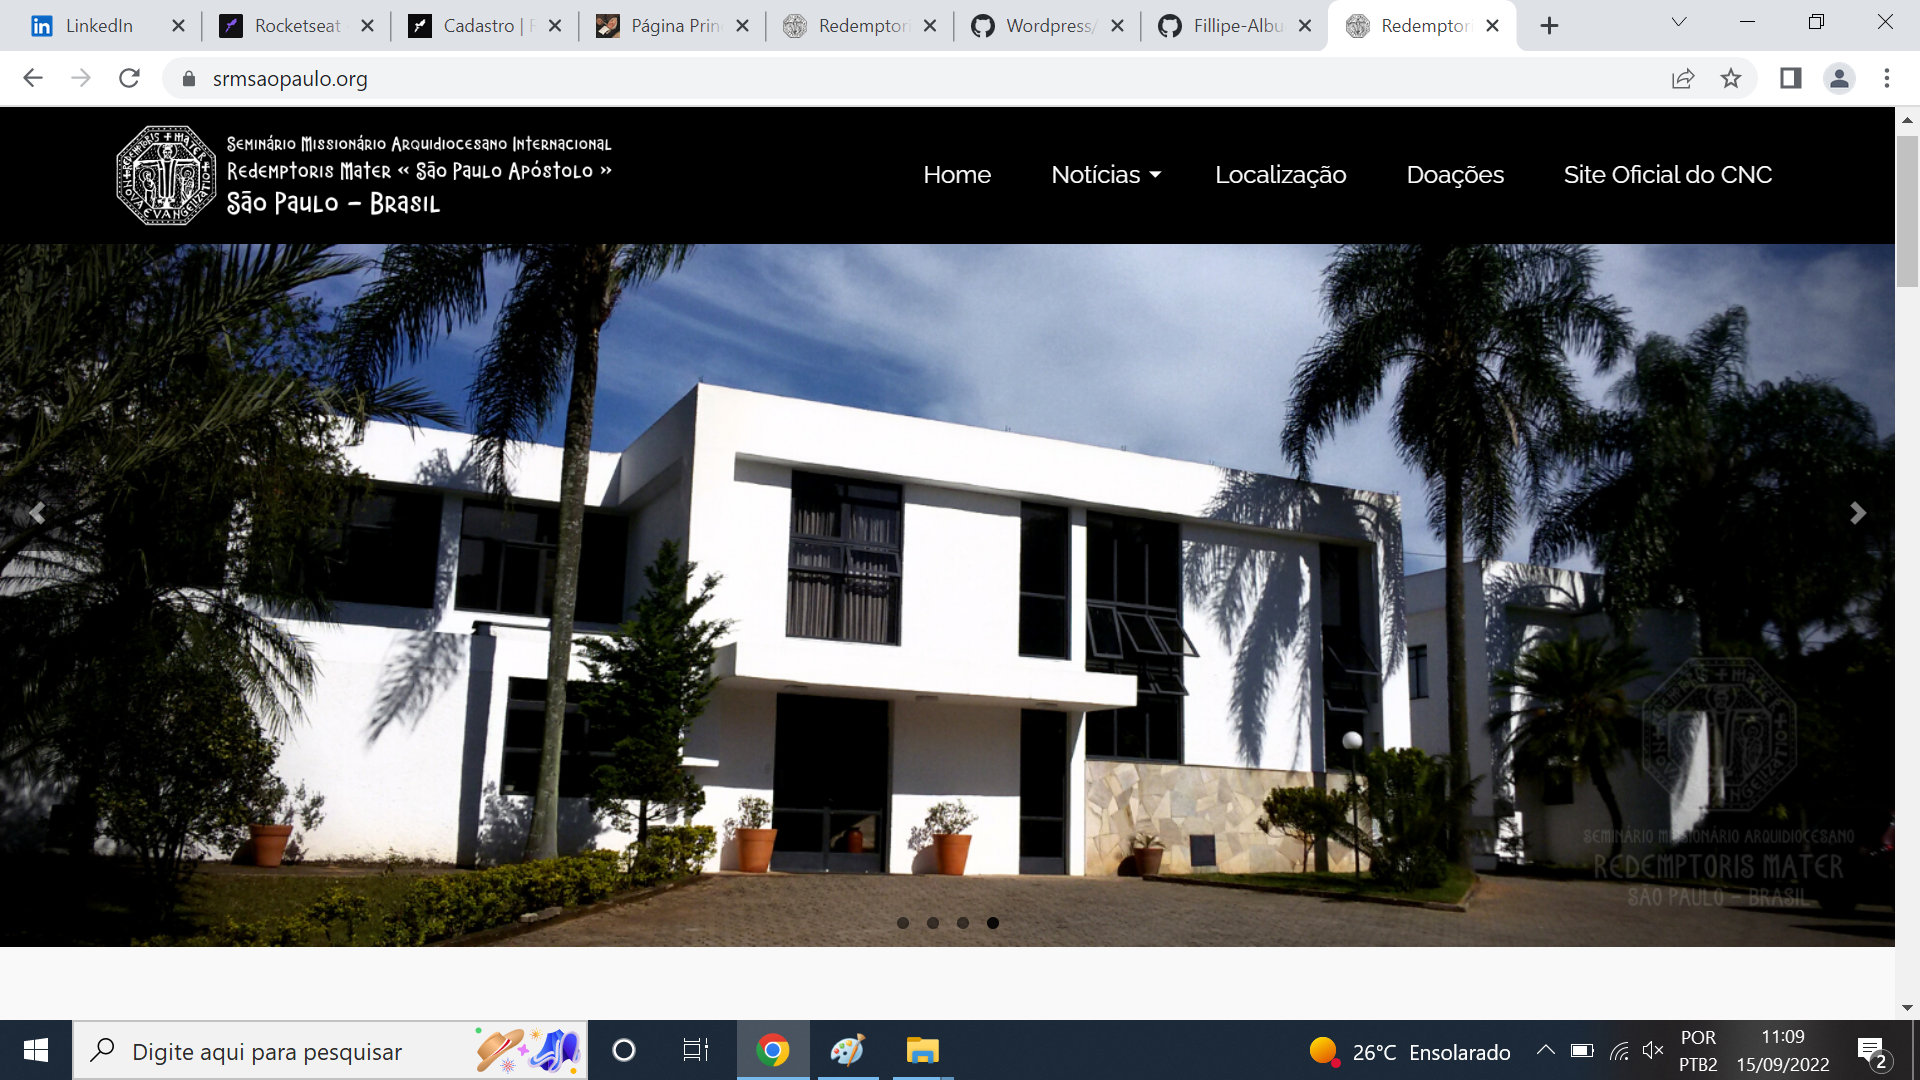 LinkedIn
Rocketseat
Cadastro |
Página Prin
Redemptori
Wordpress/
Fillipe-Albu
Redemptori
srmsaopaulo.org
Seminário Missionário Arquidiocesano Internacional
Redemptoris Mater « São Paulo Apóstolo »
São Paulo - Brasil
Home
Notícias
Localização
Doações
Site Oficial do CNC
SEMINÁRIO MISSIONÁRIO ARQUIDIOCESANO
REDEMPTORIS MATER
SÃO PAULO - BRASIL
Digite aqui para pesquisar
26°C Ensolarado
POR
PTB2
11:09
15/09/2022
2